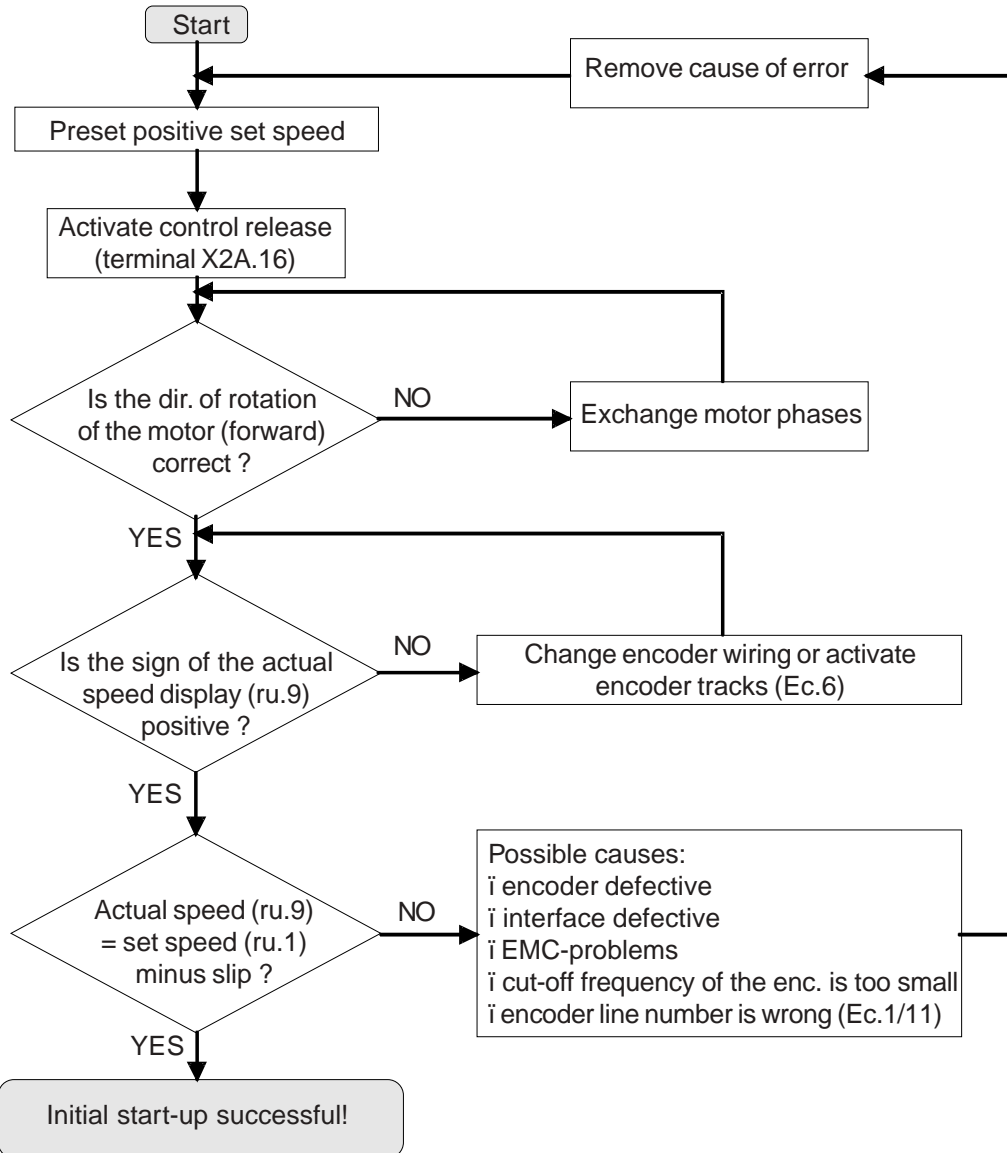 Start
Remove cause of error
Preset positive set speed
Activate control release
(terminal X2A.16)
Is the dir. of rotation
of the motor (forward)
correct ?
NO
Exchange motor phases
YES
Is the sign of the actual
speed display (ru.9)
positive ?
NO
Change encoder wiring or activate
encoder tracks (Ec.6)
YES
Actual speed (ru.9)
= set speed (ru.1)
minus slip ?
NO
Possible causes:
ï encoder defective
ï interface defective
ï EMC-problems
ï cut-off frequency of the enc. is too small
ï encoder line number is wrong (Ec.1/11)
YES
Initial start-up successful!